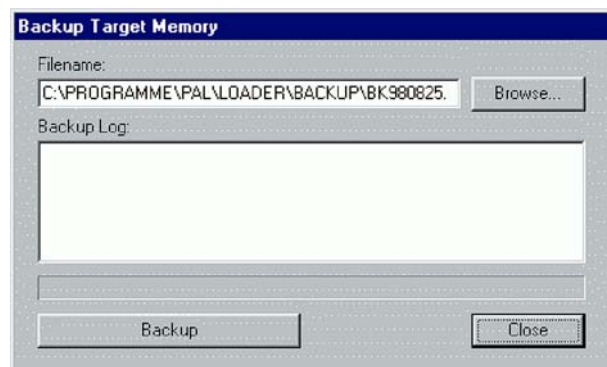 Backup Target Memory
Filename:
C:\PROGRAMME\PAL\LOADER\BACKUP\BK980825.
Browse...
Backup Log:
Backup
Close